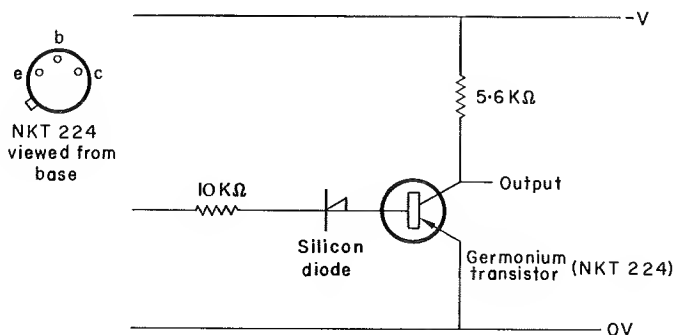 -V
b
e
c
NKT 224
viewed from
base
5·6 KΩ
10 KΩ
Output
Silicon
diode
Germonium
transistor (NKT 224)
0V